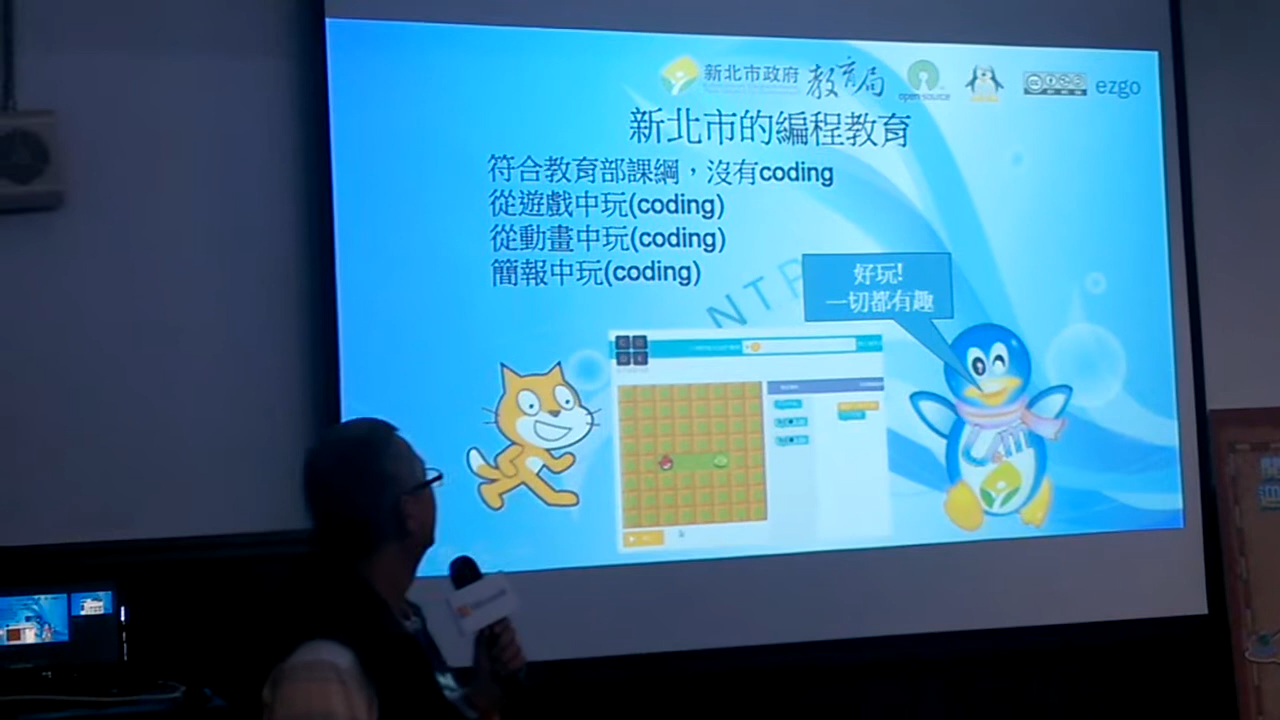 新北市政府 教育局 open source ezgo
新北市的編程教育
符合教育部課綱，沒有coding
從遊戲中玩(coding)
從動畫中玩(coding)
簡報中玩(coding)
好玩!
一切都有趣